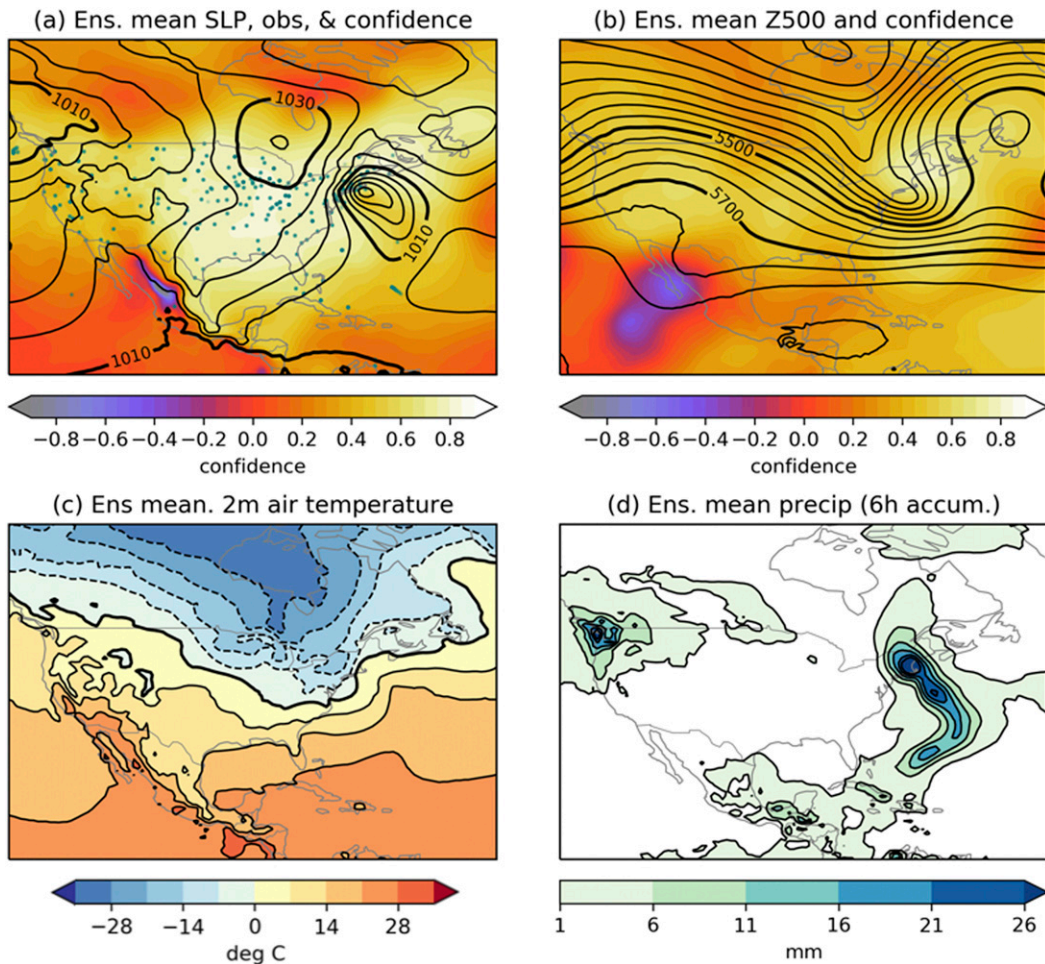 (a) Ens. mean SLP, obs, & confidence
1010
1030
1010
1010
−0.8 −0.6 −0.4 −0.2 0.0 0.2 0.4 0.6 0.8
confidence
(b) Ens. mean Z500 and confidence
5500
5700
−0.8 −0.6 −0.4 −0.2 0.0 0.2 0.4 0.6 0.8
confidence
(c) Ens mean. 2m air temperature
−28 −14 0 14 28
deg C
(d) Ens. mean precip (6h accum.)
1 6 11 16 21 26
mm